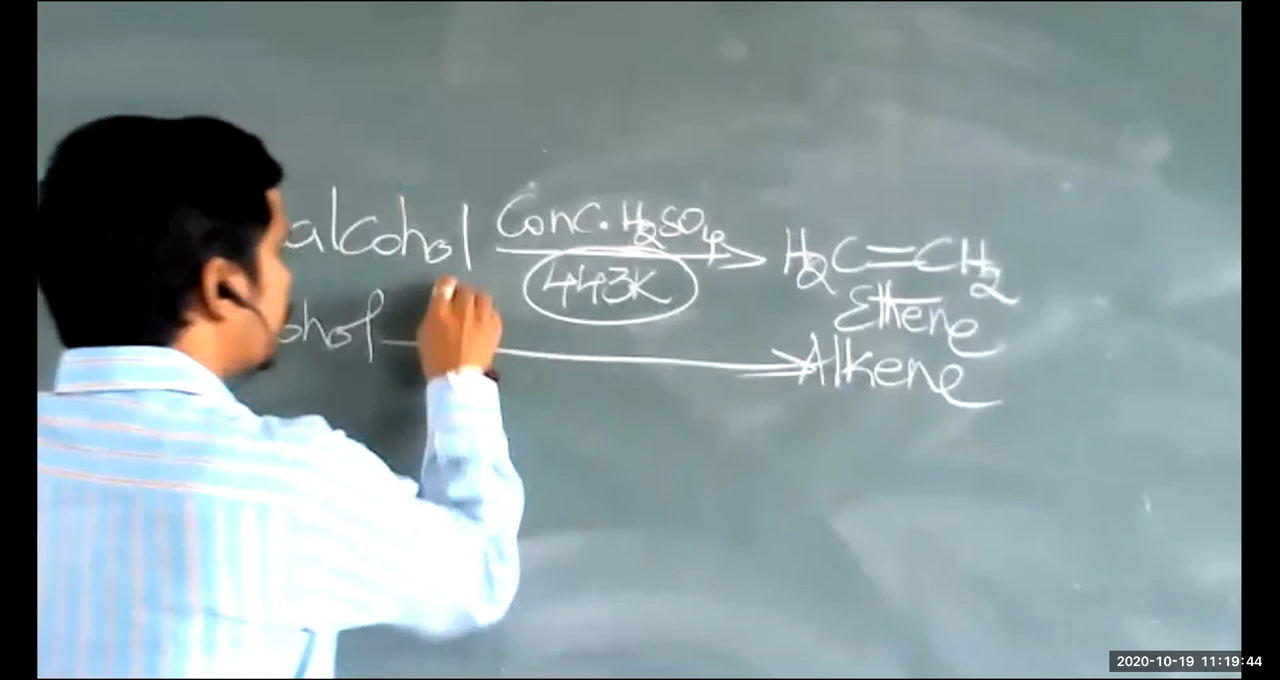 alcohol Conc. H2SO4 H2C=CH2
443K
Ethene
ohol Alkene
2020-10-19 11:19:44